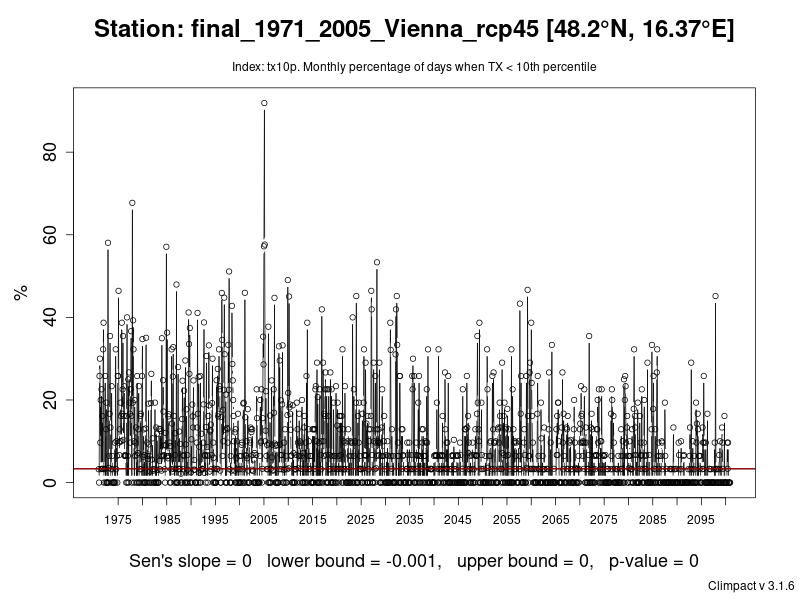 Station: final_1971_2005_Vienna_rcp45 [48.2°N, 16.37°E]
Index: tx10p. Monthly percentage of days when TX < 10th percentile
%
80
60
40
20
0
1975 1985 1995 2005 2015 2025 2035 2045 2055 2065 2075 2085 2095
Sen's slope = 0 lower bound = -0.001, upper bound = 0, p-value = 0
Climpact v 3.1.6